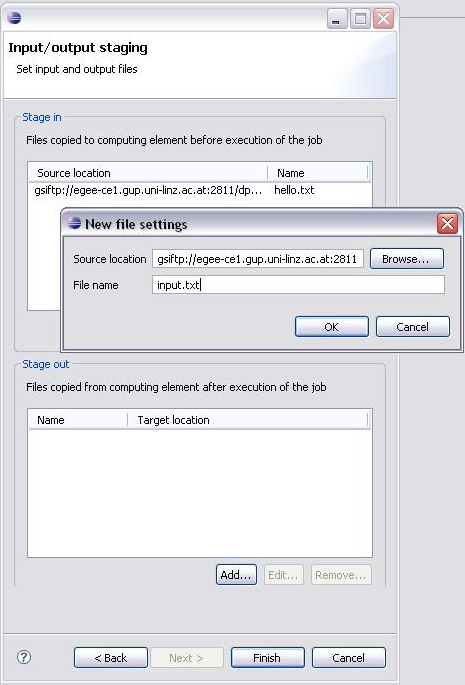 Input/output staging
Set input and output files
Stage in
Files copied to computing element before execution of the job
Source location Name
gsiftp://egee-ce1.gup.uni-linz.ac.at:2811/dp... hello.txt
New file settings
Source location gsiftp://egee-ce1.gup.uni-linz.ac.at:2811 Browse...
File name input.txt
OK Cancel
Stage out
Files copied from computing element after execution of the job
Name Target location
Add... Edit... Remove...
? < Back Next > Finish Cancel